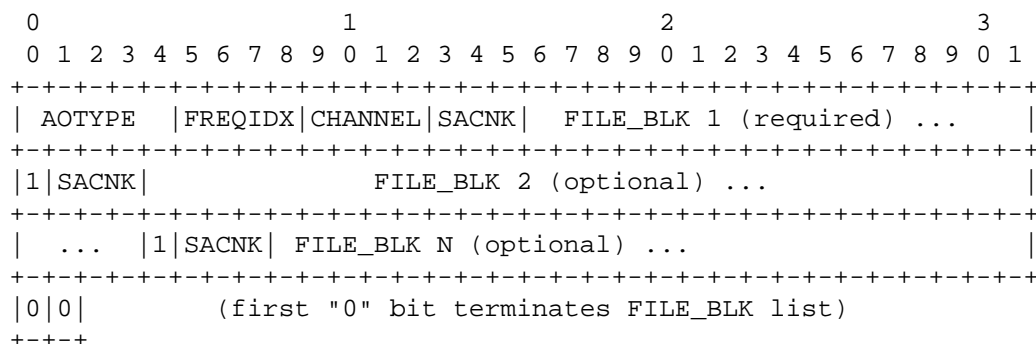 0                   1                   2                   3
 0 1 2 3 4 5 6 7 8 9 0 1 2 3 4 5 6 7 8 9 0 1 2 3 4 5 6 7 8 9 0 1
+-+-+-+-+-+-+-+-+-+-+-+-+-+-+-+-+-+-+-+-+-+-+-+-+-+-+-+-+-+-+-+-+
| AOTYPE  |FREQIDX|CHANNEL|SACNK|  FILE_BLK 1 (required) ...    |
+-+-+-+-+-+-+-+-+-+-+-+-+-+-+-+-+-+-+-+-+-+-+-+-+-+-+-+-+-+-+-+-+
|1|SACNK|              FILE_BLK 2 (optional) ...                |
+-+-+-+-+-+-+-+-+-+-+-+-+-+-+-+-+-+-+-+-+-+-+-+-+-+-+-+-+-+-+-+-+
|  ...  |1|SACNK| FILE_BLK N (optional) ...                     |
+-+-+-+-+-+-+-+-+-+-+-+-+-+-+-+-+-+-+-+-+-+-+-+-+-+-+-+-+-+-+-+-+
|0|0|        (first "0" bit terminates FILE_BLK list)
+-+-+